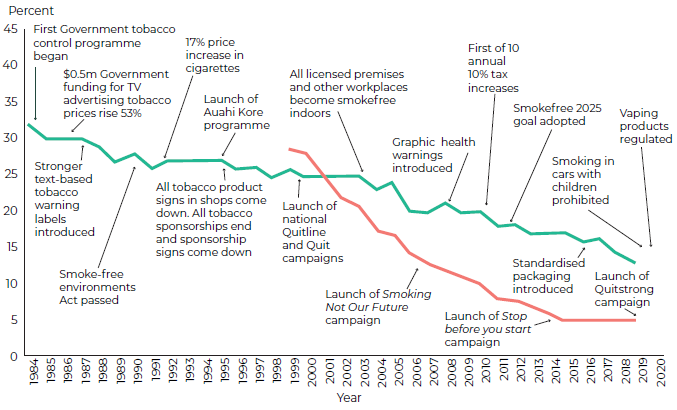 Percent
45
40
35
30
25
20
15
10
5
0
First Government tobacco
control programme
began
$0.5m Government
funding for TV
advertising tobacco
prices rise 53%
Stronger
text-based
tobacco
warning
labels
introduced
Smoke-free
environments
Act passed
17% price
increase in
cigarettes
Launch of
Auahi Kore
programme
All tobacco product
signs in shops come
down. All tobacco
sponsorships end
and sponsorship
signs come down
All licensed premises
and other workplaces
become smokefree
indoors
Launch of
national
Quitline
and Quit
campaigns
Graphic health
warnings
introduced
Launch of Smoking
Not Our Future
campaign
First of 10
annual
10% tax
increases
Smokefree 2025
goal adopted
Launch of Stop
before you start
campaign
Smoking in
cars with
children
prohibited
Standardised
packaging
introduced
Vaping
products
regulated
Launch of
Quitstrong
campaign
1984
1985
1986
1987
1988
1989
1990
1991
1992
1993
1994
1995
1996
1997
1998
1999
2000
2001
2002
2003
2004
2005
2006
2007
2008
2009
2010
2011
2012
2013
2014
2015
2016
2017
2018
2019
2020
Year